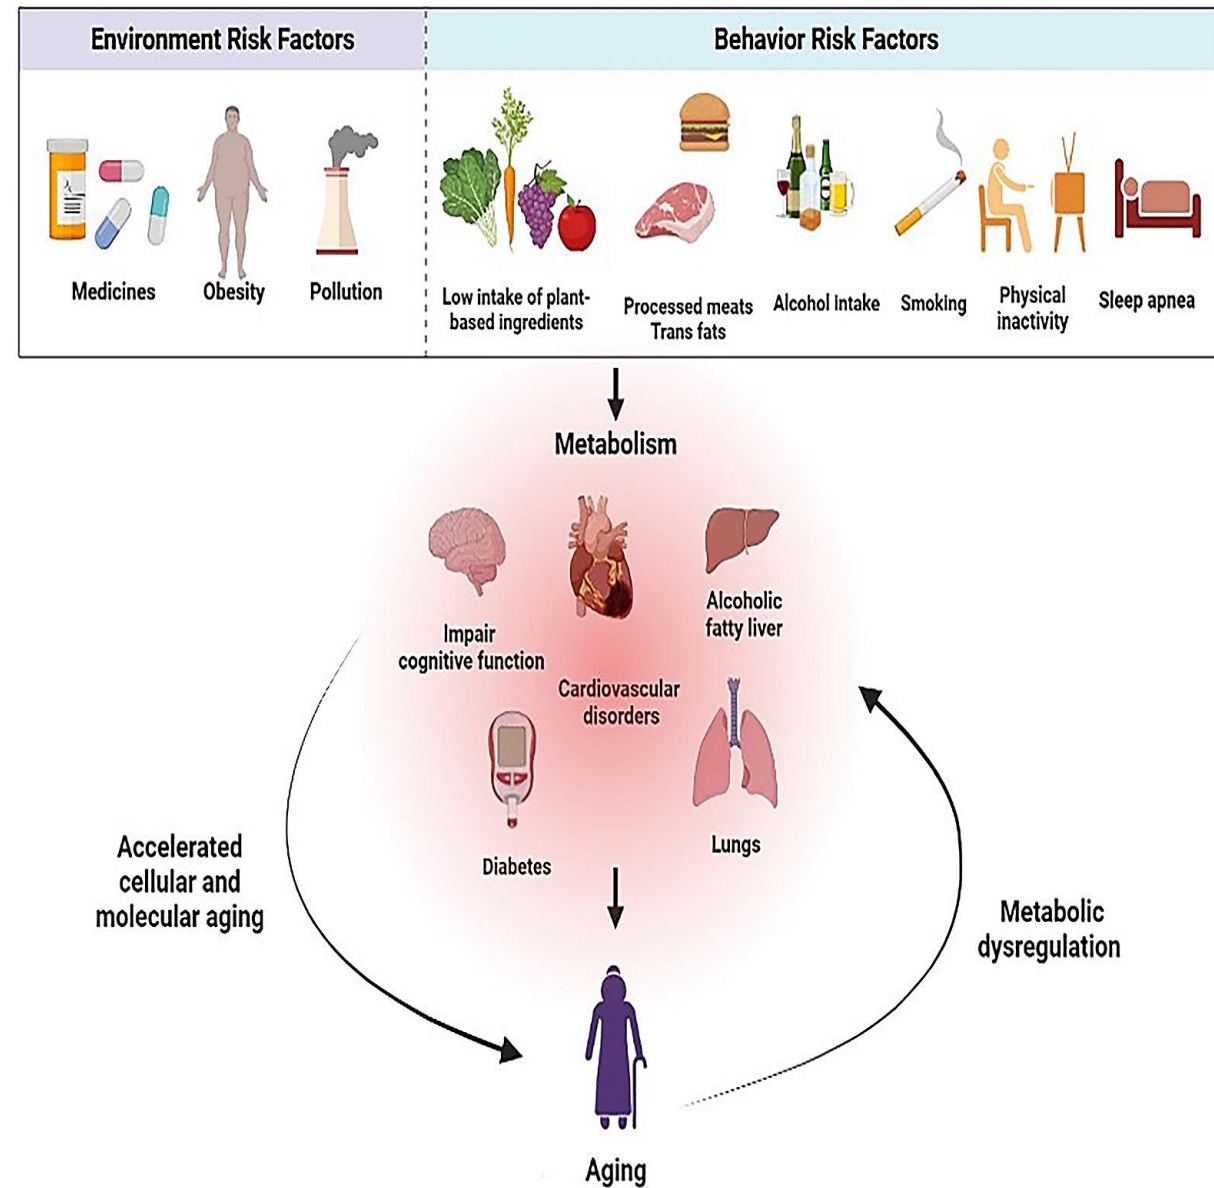 Environment Risk Factors
Behavior Risk Factors
Medicines
Obesity
Pollution
Low intake of plant-
based ingredients
Processed meats
Trans fats
Alcohol intake
Smoking
Physical
inactivity
Sleep apnea
Metabolism
Impair
cognitive function
Cardiovascular
disorders
Alcoholic
fatty liver
Diabetes
Lungs
Accelerated
cellular and
molecular aging
Metabolic
dysregulation
Aging